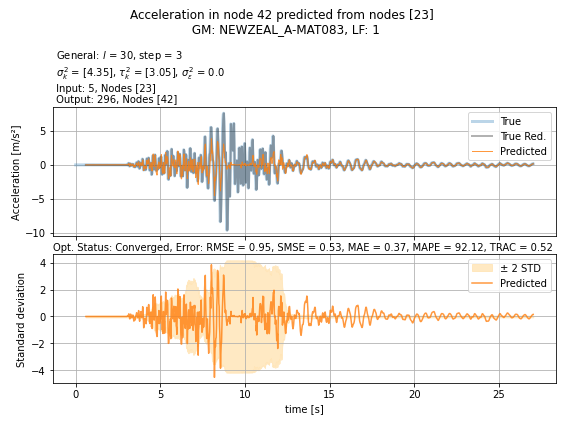 Acceleration in node 42 predicted from nodes [23]
GM: NEWZEAL_A-MAT083, LF: 1
General: l = 30, step = 3
σ²ₖ = [4.35], τ²ₖ = [3.05], σ²ε = 0.0
Input: 5, Nodes [23]
Output: 296, Nodes [42]
Acceleration [m/s²]
5
0
−5
−10
True
True Red.
Predicted
Opt. Status: Converged, Error: RMSE = 0.95, SMSE = 0.53, MAE = 0.37, MAPE = 92.12, TRAC = 0.52
Standard deviation
4
2
0
−2
−4
± 2 STD
Predicted
0 5 10 15 20 25
time [s]